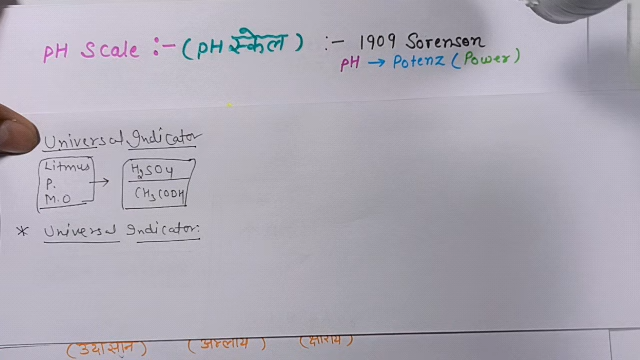 pH Scale :- (pH स्केल) :- 1909 Sorenson
pH → Potenz (Power)
Universal Indicator
Litmus
P.
M.O
→
H₂SO₄
CH₃COOH
* Universal Indicator:
(उदासीन) (अम्लीय) (क्षारीय)